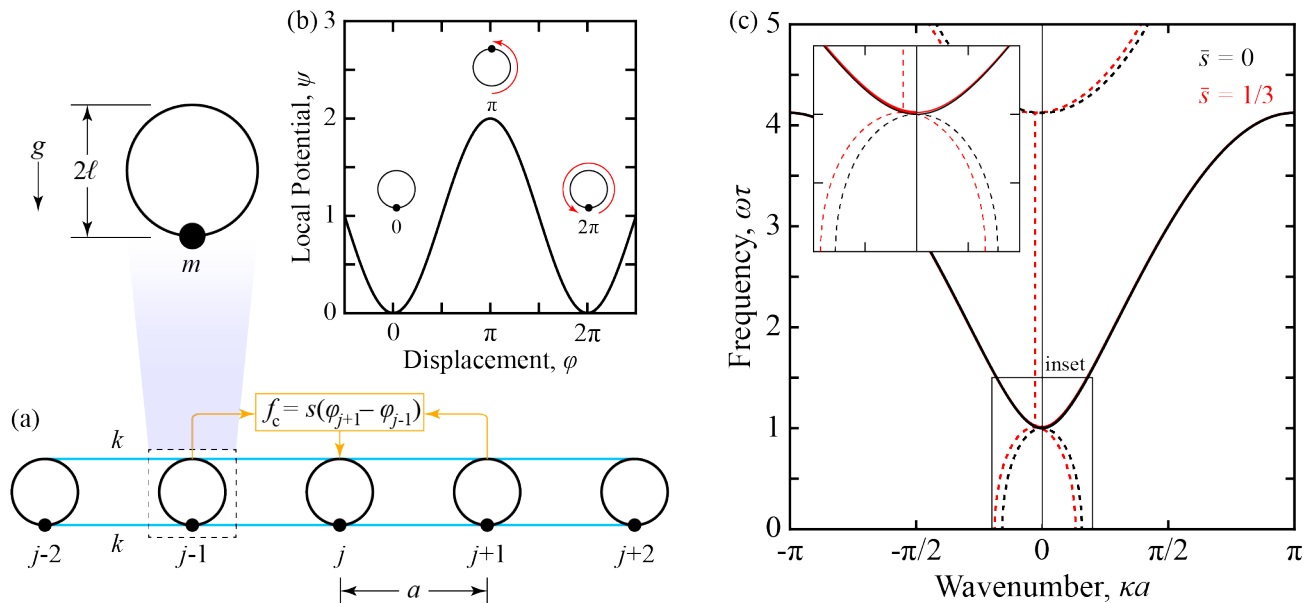 (a)
g
2ℓ
m
k
f_c = s(φ_{j+1} − φ_{j-1})
k
j-2
j-1
j
j+1
j+2
a
(b)
Local Potential, ψ
3
2
1
0
π
0
2π
0
π
2π
Displacement, φ
(c)
Frequency, ωτ
5
4
3
2
1
0
s̄ = 0
s̄ = 1/3
inset
-π
-π/2
0
π/2
π
Wavenumber, κa